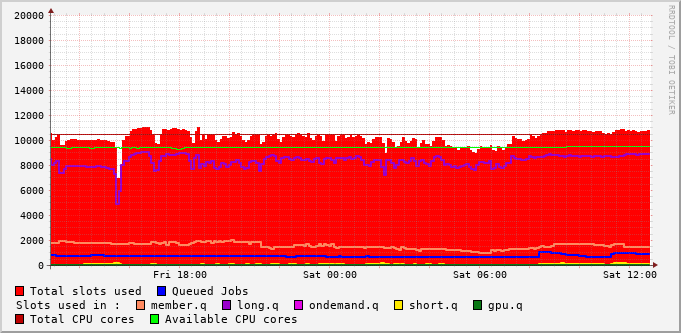 RRDTOOL / TOBI OETIKER
20000
18000
16000
14000
12000
10000
8000
6000
4000
2000
0
Fri 18:00 Sat 00:00 Sat 06:00 Sat 12:00
Total slots used Queued Jobs
Slots used in : member.q long.q ondemand.q short.q gpu.q
Total CPU cores Available CPU cores